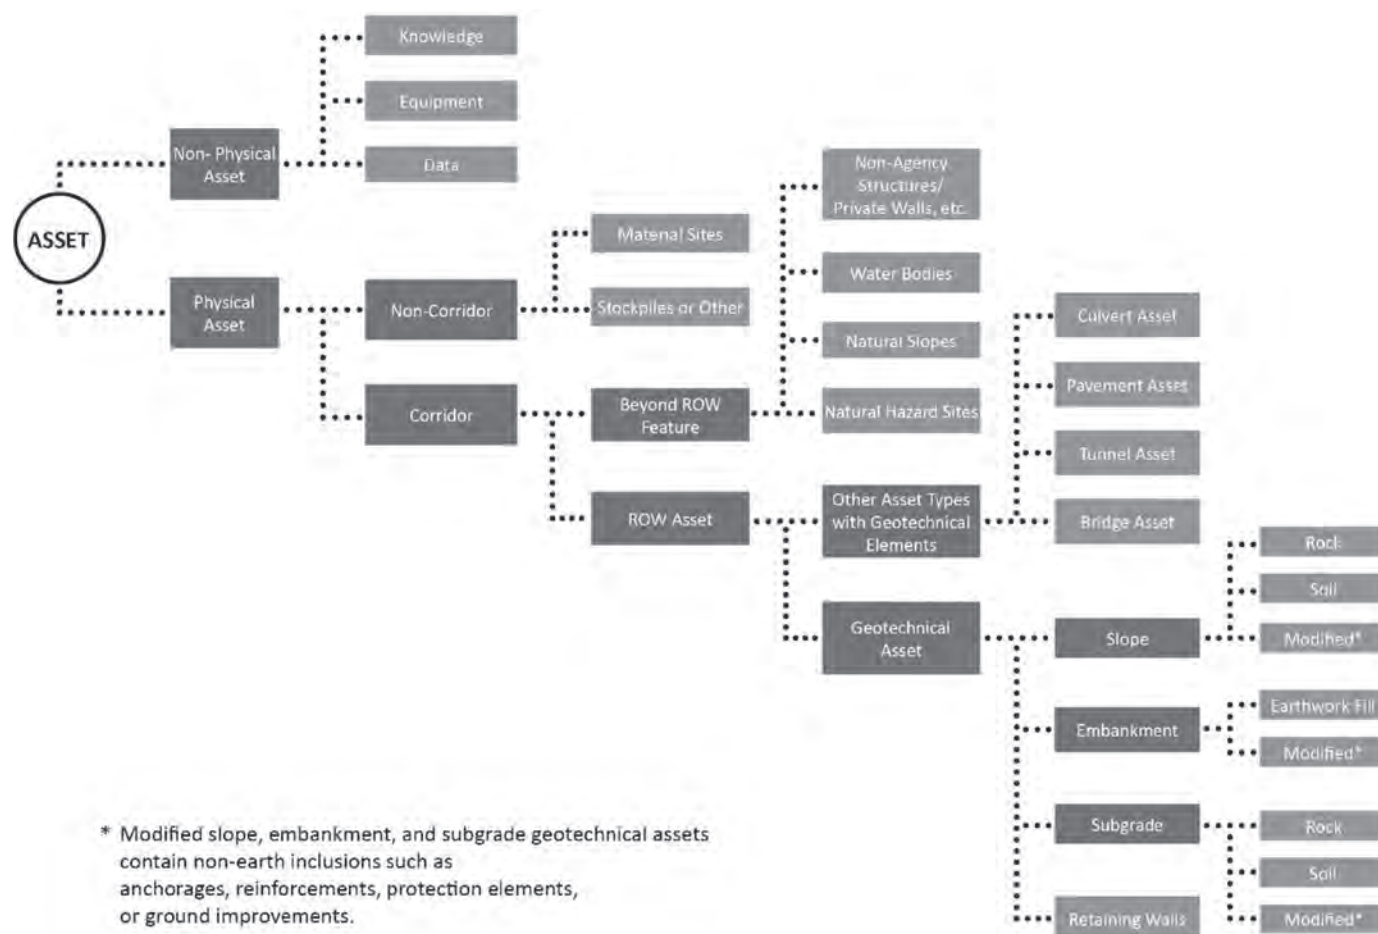 Knowledge
Equipment
Data
Non- Physical
Asset
ASSET
Physical
Asset
Non-Corridor
Corridor
Material Sites
Stockpiles or Other
Beyond ROW
Feature
ROW Asset
Non-Agency
Structures/
Private Walls, etc.
Water Bodies
Natural Slopes
Natural Hazard Sites
Other Asset Types
with Geotechnical
Elements
Geotechnical
Asset
Culvert Asset
Pavement Asset
Tunnel Asset
Bridge Asset
Slope
Embankment
Subgrade
Retaining Walls
Rock
Soil
Modified*
Earthwork Fill
Modified*
Rock
Soil
Modified*
* Modified slope, embankment, and subgrade geotechnical assets
contain non-earth inclusions such as
anchorages, reinforcements, protection elements,
or ground improvements.